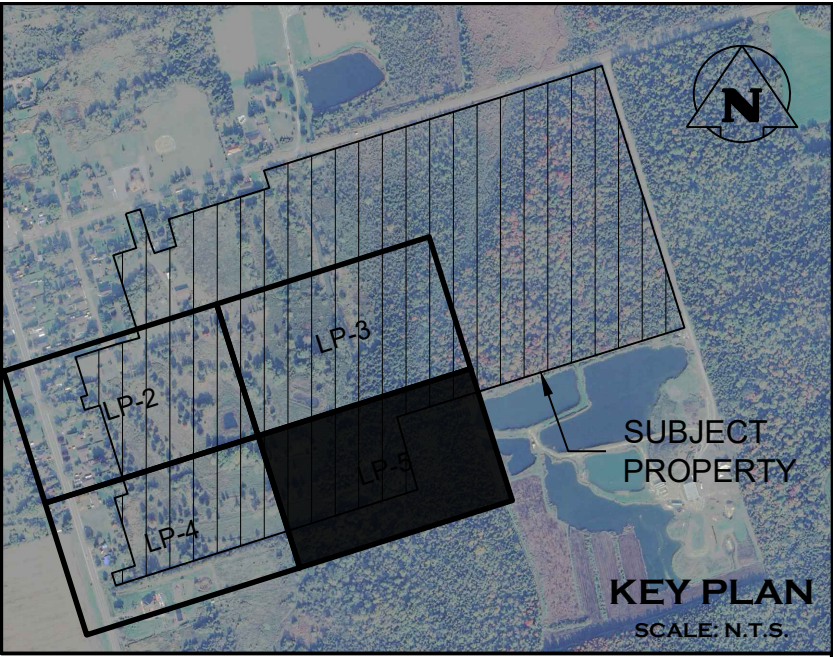 N
LP-3
LP-2
LP-5
LP-4
SUBJECT
PROPERTY
KEY PLAN
SCALE: N.T.S.